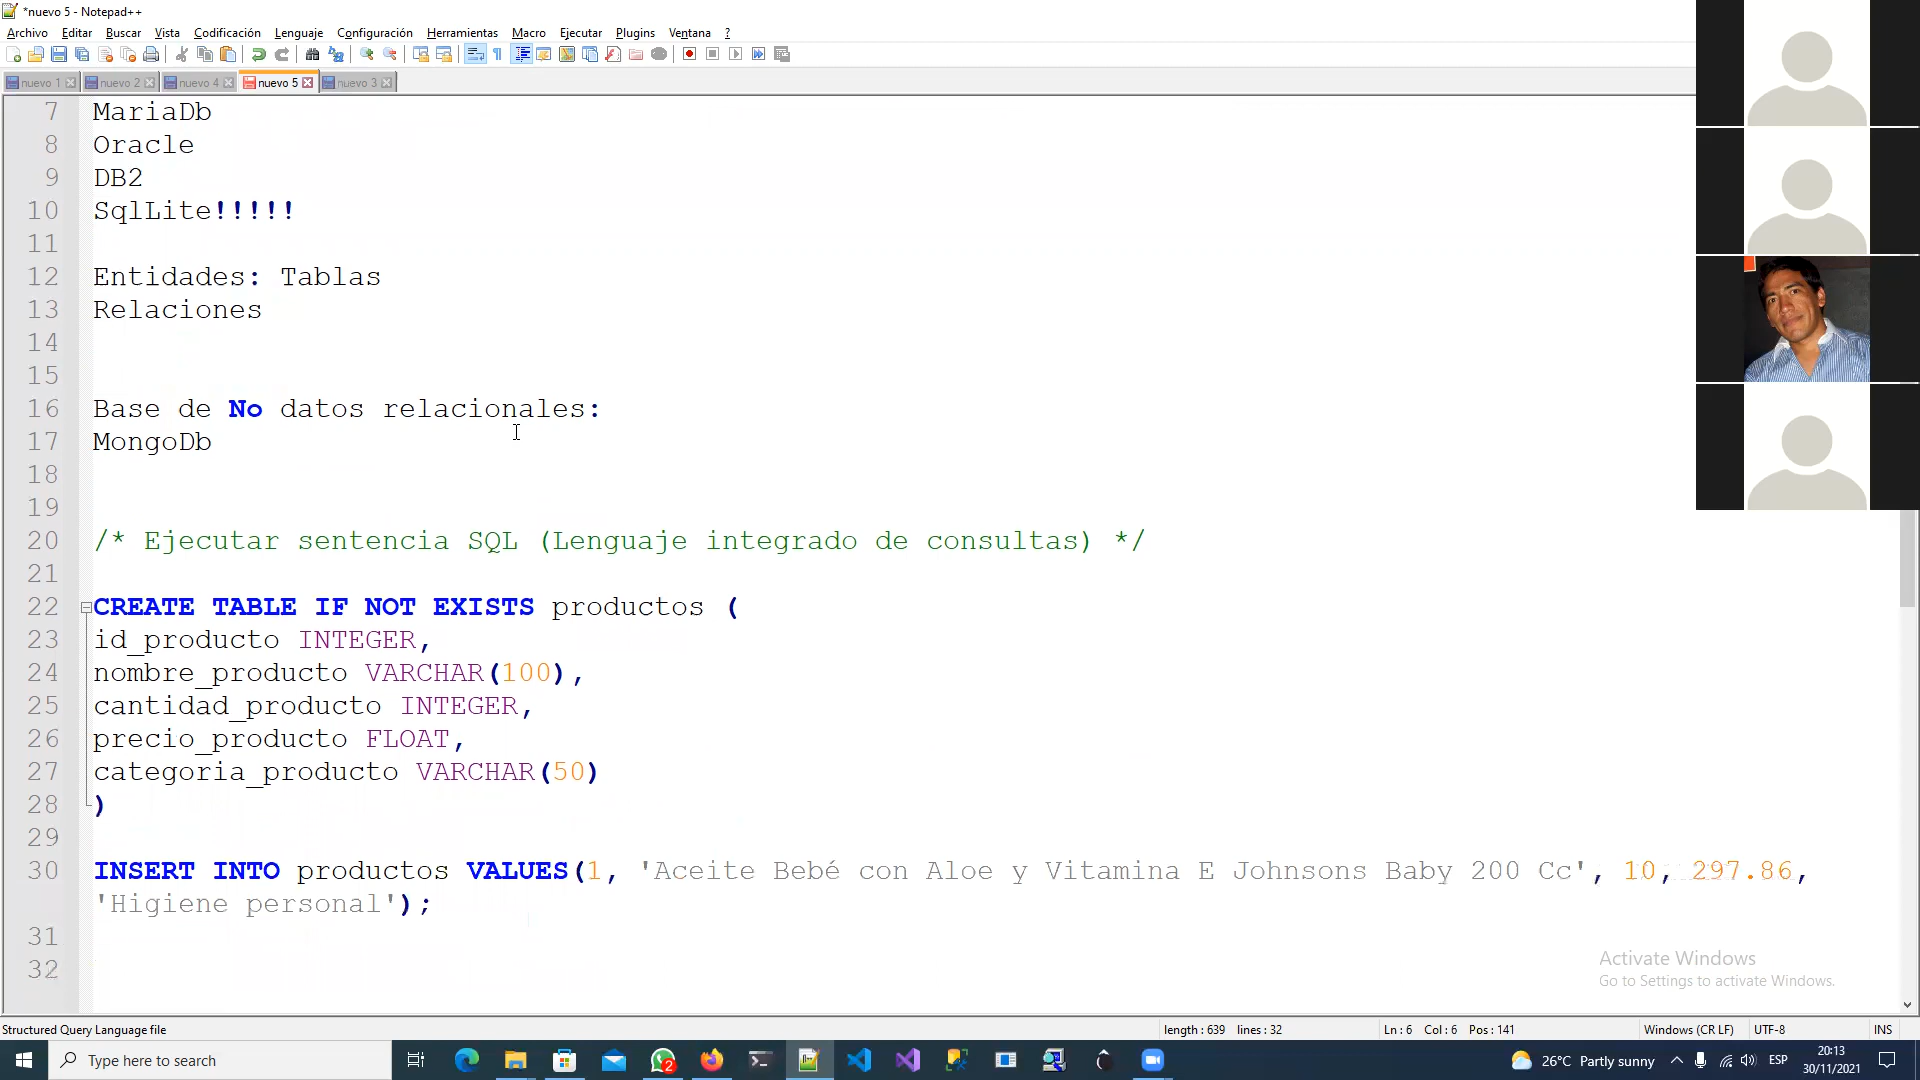 *nuevo 5 - Notepad++
Archivo Editar Buscar Vista Codificación Lenguaje Configuración Herramientas Macro Ejecutar Plugins Ventana ?
nuevo 1 nuevo 2 nuevo 4 nuevo 5 nuevo 3
7 MariaDb
8 Oracle
9 DB2
10 SqlLite!!!!!
11
12 Entidades: Tablas
13 Relaciones
14
15
16 Base de No datos relacionales:
17 MongoDb
18
19
20 /* Ejecutar sentencia SQL (Lenguaje integrado de consultas) */
21
22 CREATE TABLE IF NOT EXISTS productos (
23 id_producto INTEGER,
24 nombre_producto VARCHAR(100),
25 cantidad_producto INTEGER,
26 precio_producto FLOAT,
27 categoria_producto VARCHAR(50)
28 )
29
30 INSERT INTO productos VALUES(1, 'Aceite Bebé con Aloe y Vitamina E Johnsons Baby 200 Cc', 10, 297.86,
'Higiene personal');
31
32
Activate Windows
Go to Settings to activate Windows.
Structured Query Language file length : 639 lines : 32 Ln : 6 Col : 6 Pos : 141 Windows (CR LF) UTF-8 INS
Type here to search 2 26°C Partly sunny ESP 20:13
30/11/2021